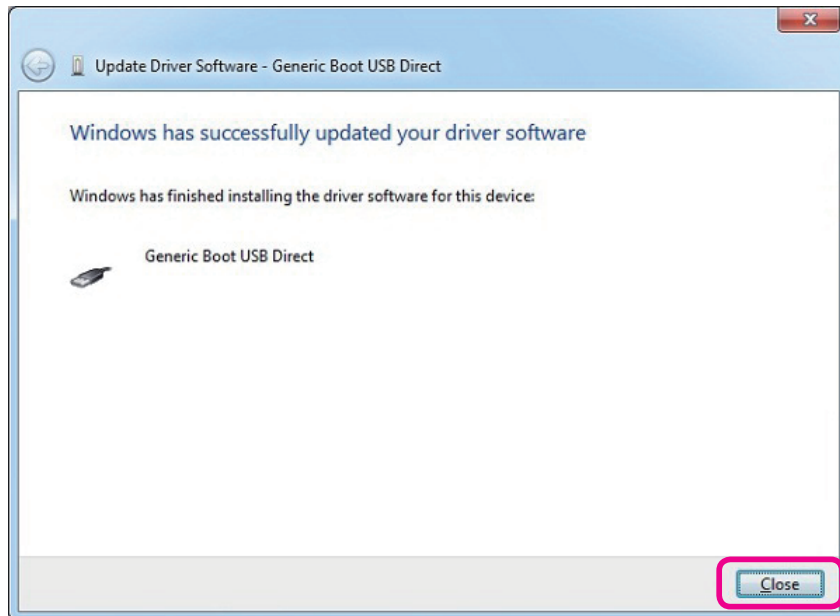 Update Driver Software - Generic Boot USB Direct
Windows has successfully updated your driver software
Windows has finished installing the driver software for this device:
Generic Boot USB Direct
Close